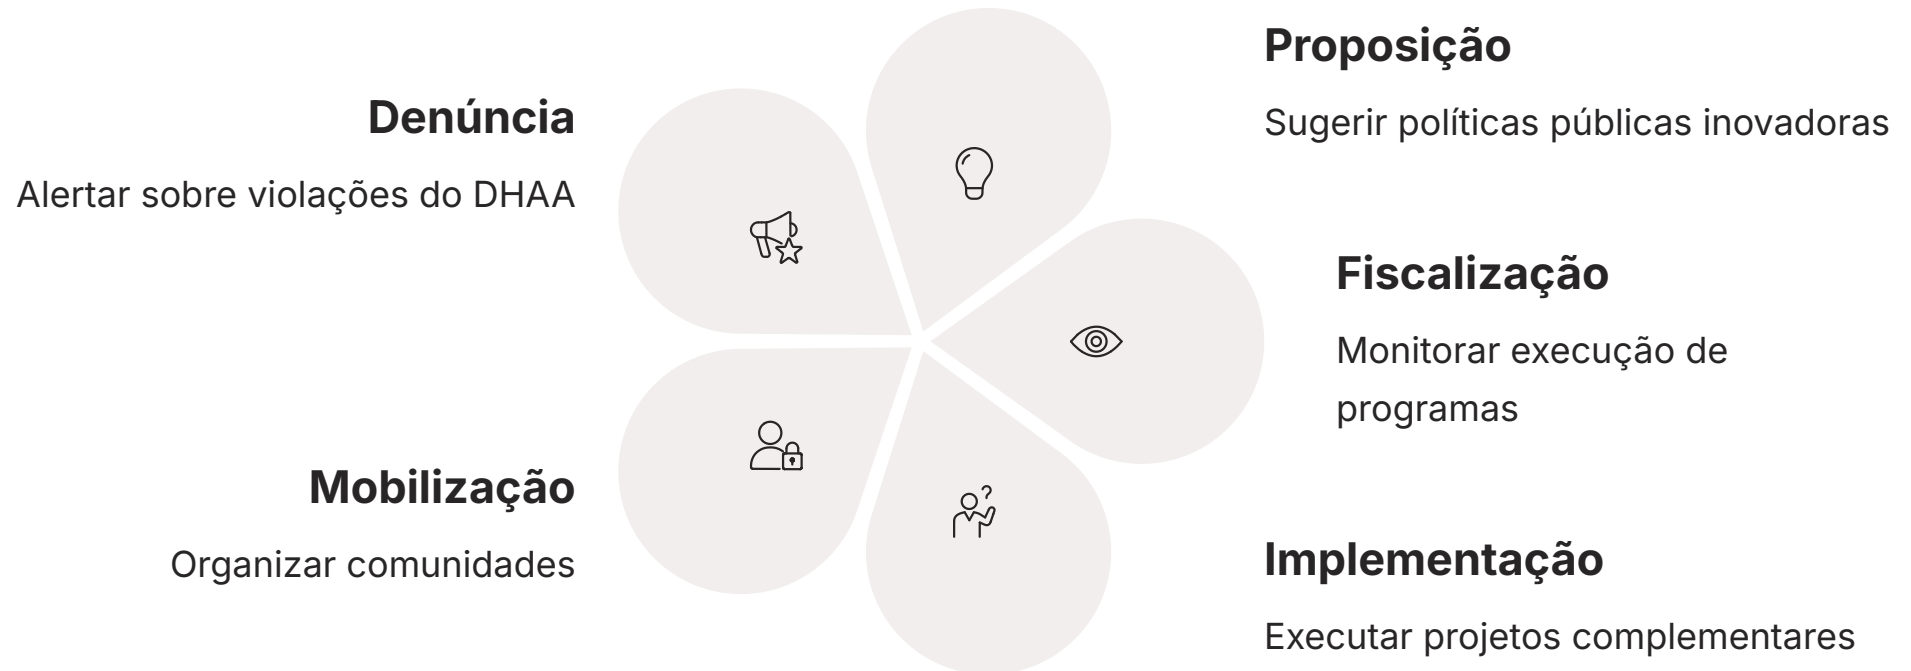 Proposição
Sugerir políticas públicas inovadoras
Denúncia
Alertar sobre violações do DHAA
Fiscalização
Monitorar execução de
programas
Mobilização
Organizar comunidades
Implementação
Executar projetos complementares